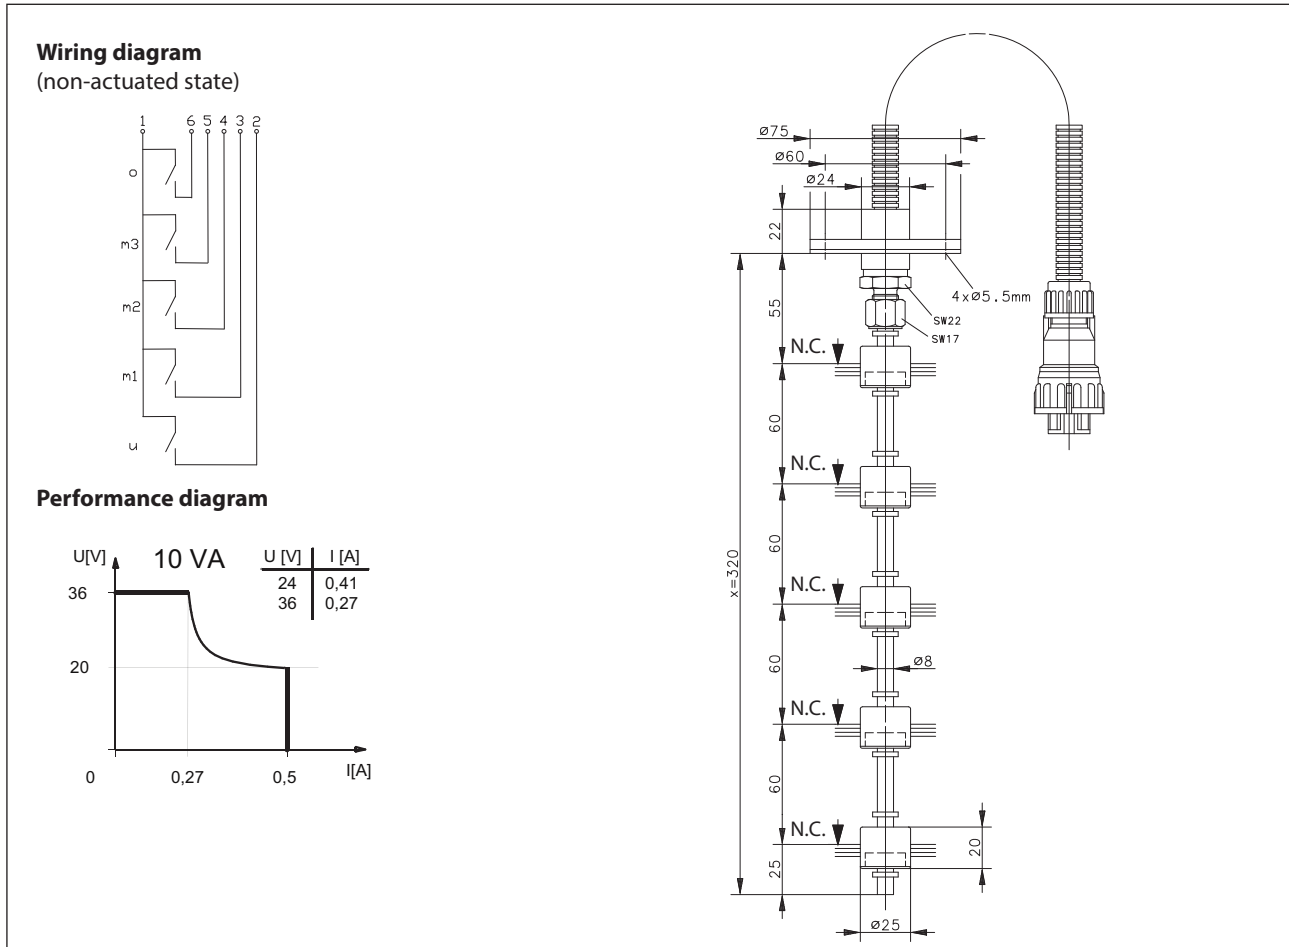 Wiring diagram
(non-actuated state)
1 6 5 4 3 2
o
m3
m2
m1
u
Performance diagram
U[V]
10 VA
U [V] I [A]
24 0,41
36 0,27
36
20
0 0,27 0,5 I[A]
ø75
ø60
ø24
22
4xø5.5mm
55
SW22
SW17
N.C.
60
N.C.
60
x=320
N.C.
60
ø8
N.C.
60
N.C.
25
20
ø25